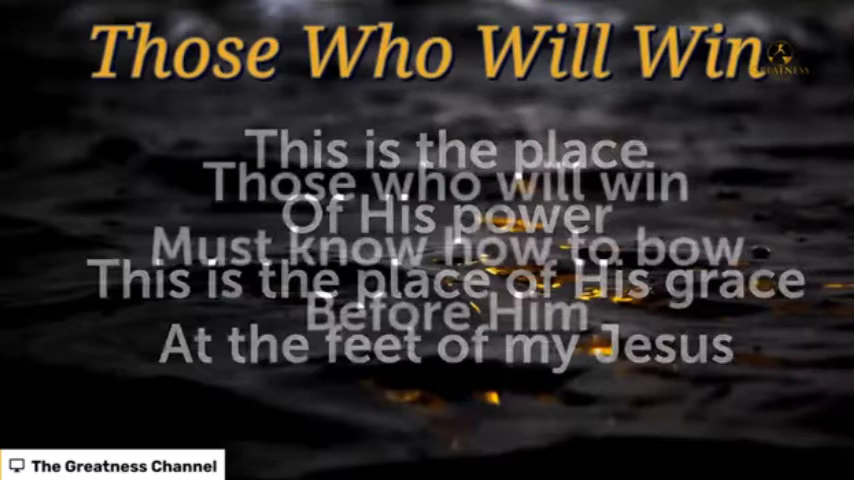 Those Who Will Win
GREATNESS
This is the place
Those who will win
Of His power
Must know how to bow
This is the place of His grace
Before Him
At the feet of my Jesus
The Greatness Channel